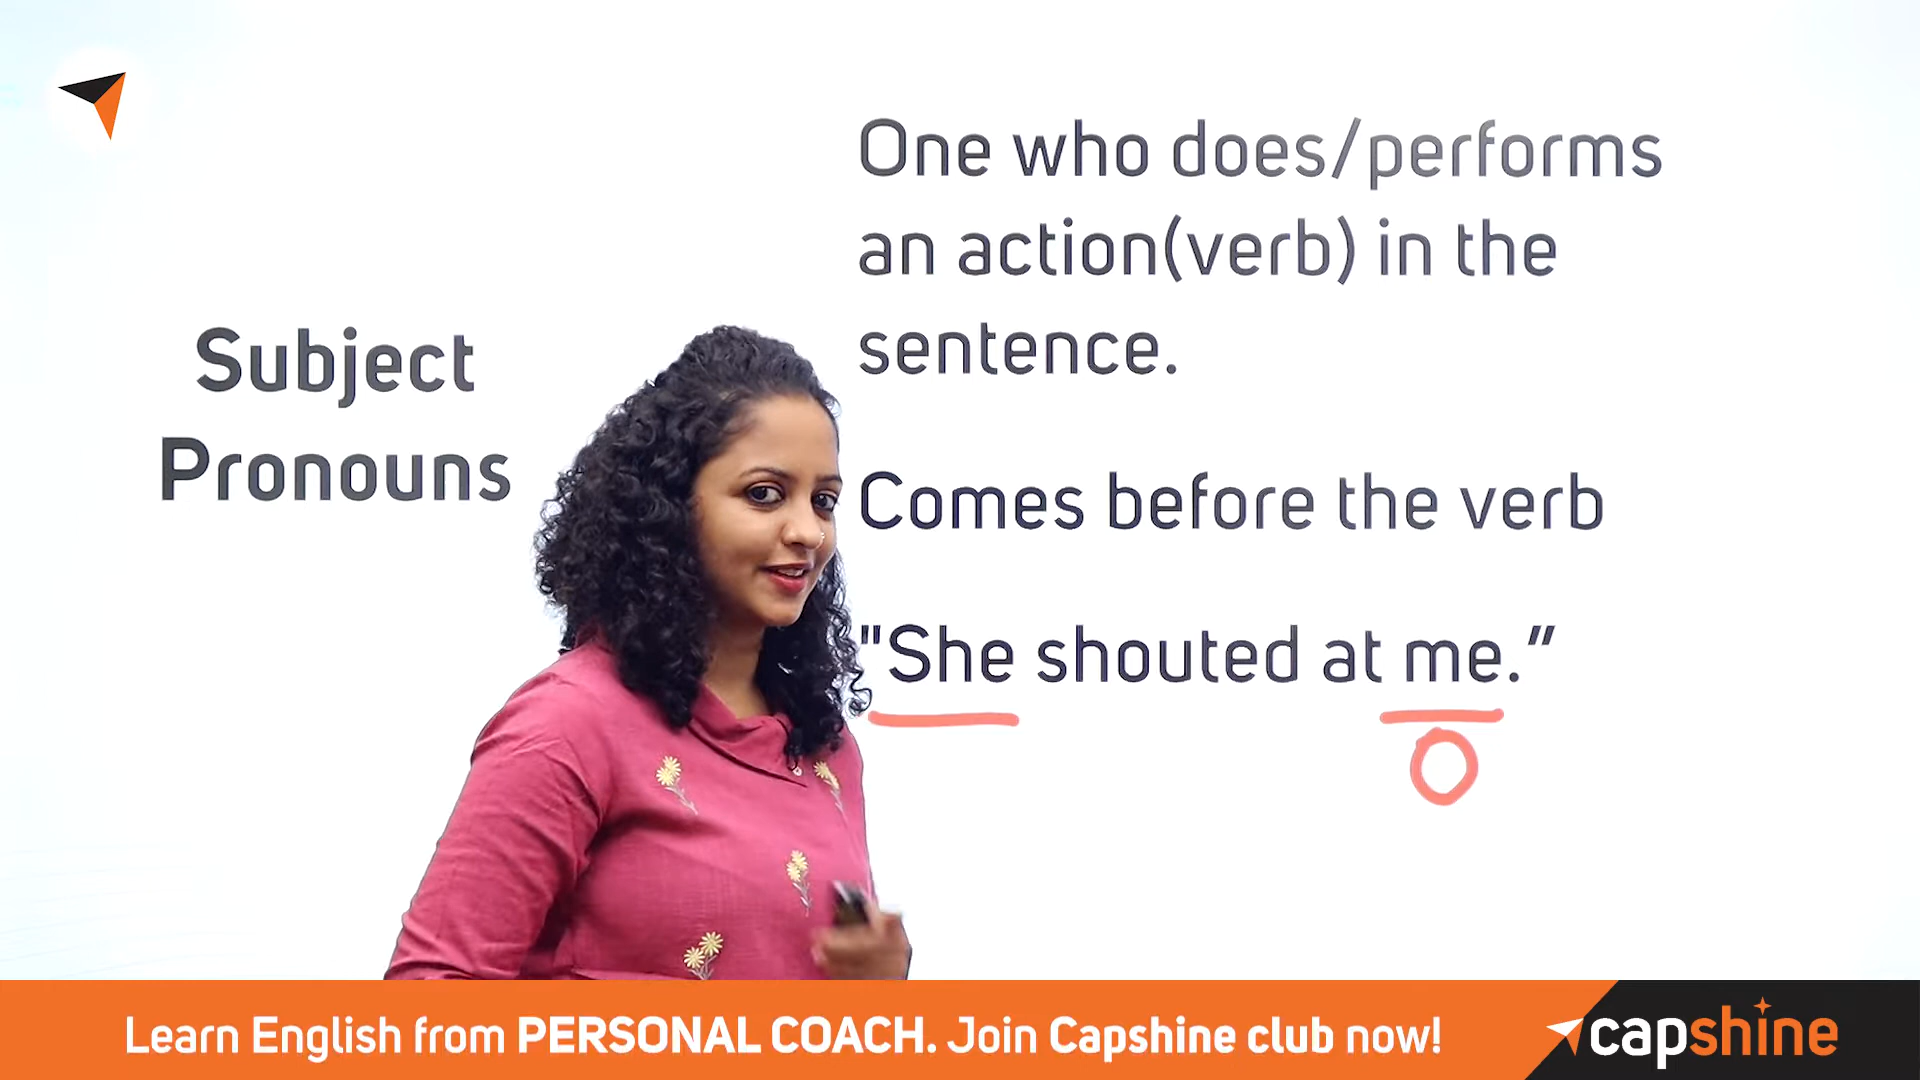 Subject
Pronouns
One who does/performs
an action(verb) in the
sentence.
Comes before the verb
"She shouted at me.”
O
Learn English from PERSONAL COACH. Join Capshine club now!
capshine